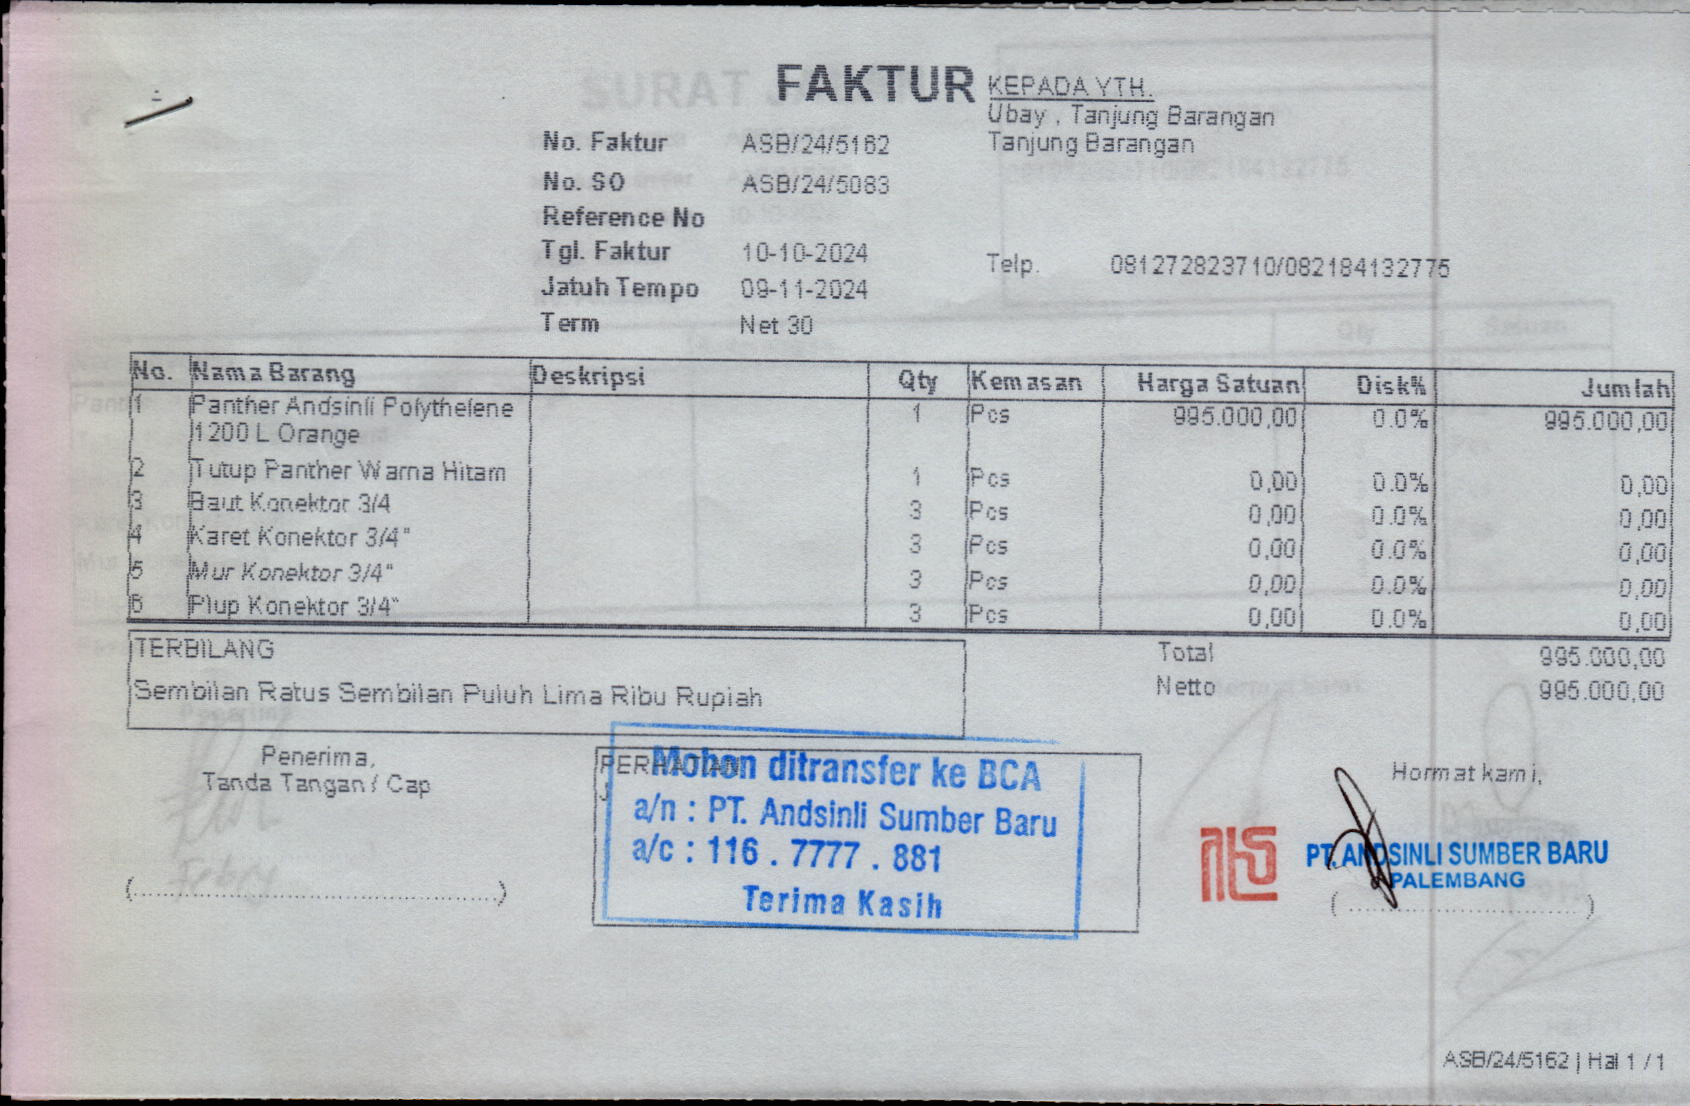 FAKTUR
KEPADA YTH.
Ubay , Tanjung Barangan
Tanjung Barangan
No. Faktur ASB/24/5162
No. SO ASB/24/5083
Reference No
Tgl. Faktur 10-10-2024
Telp. 081272823710/082184132775
Jatuh Tempo 09-11-2024
Term Net 30
No. Nama Barang Deskripsi Qty Kemasan Harga Satuan Disk% Jumlah
1 Panther Andsinli Polythelene 1 Pcs 995.000,00 0.0% 995.000,00
1200 L Orange
2 Tutup Panther Warna Hitam 1 Pcs 0,00 0.0% 0,00
3 Baut Konektor 3/4 3 Pcs 0,00 0.0% 0,00
4 Karet Konektor 3/4" 3 Pcs 0,00 0.0% 0,00
5 Mur Konektor 3/4" 3 Pcs 0,00 0.0% 0,00
6 Plup Konektor 3/4" 3 Pcs 0,00 0.0% 0,00
TERBILANG
Sembilan Ratus Sembilan Puluh Lima Ribu Rupiah
Total 995.000,00
Netto 995.000,00
Penerima,
Tanda Tangan / Cap
Mohon ditransfer ke BCA
a/n : PT. Andsinli Sumber Baru
a/c : 116 . 7777 . 881
Terima Kasih
Hormat kami,
PT. ANDSINLI SUMBER BARU
PALEMBANG
ASB/24/5162 | Hal 1 / 1